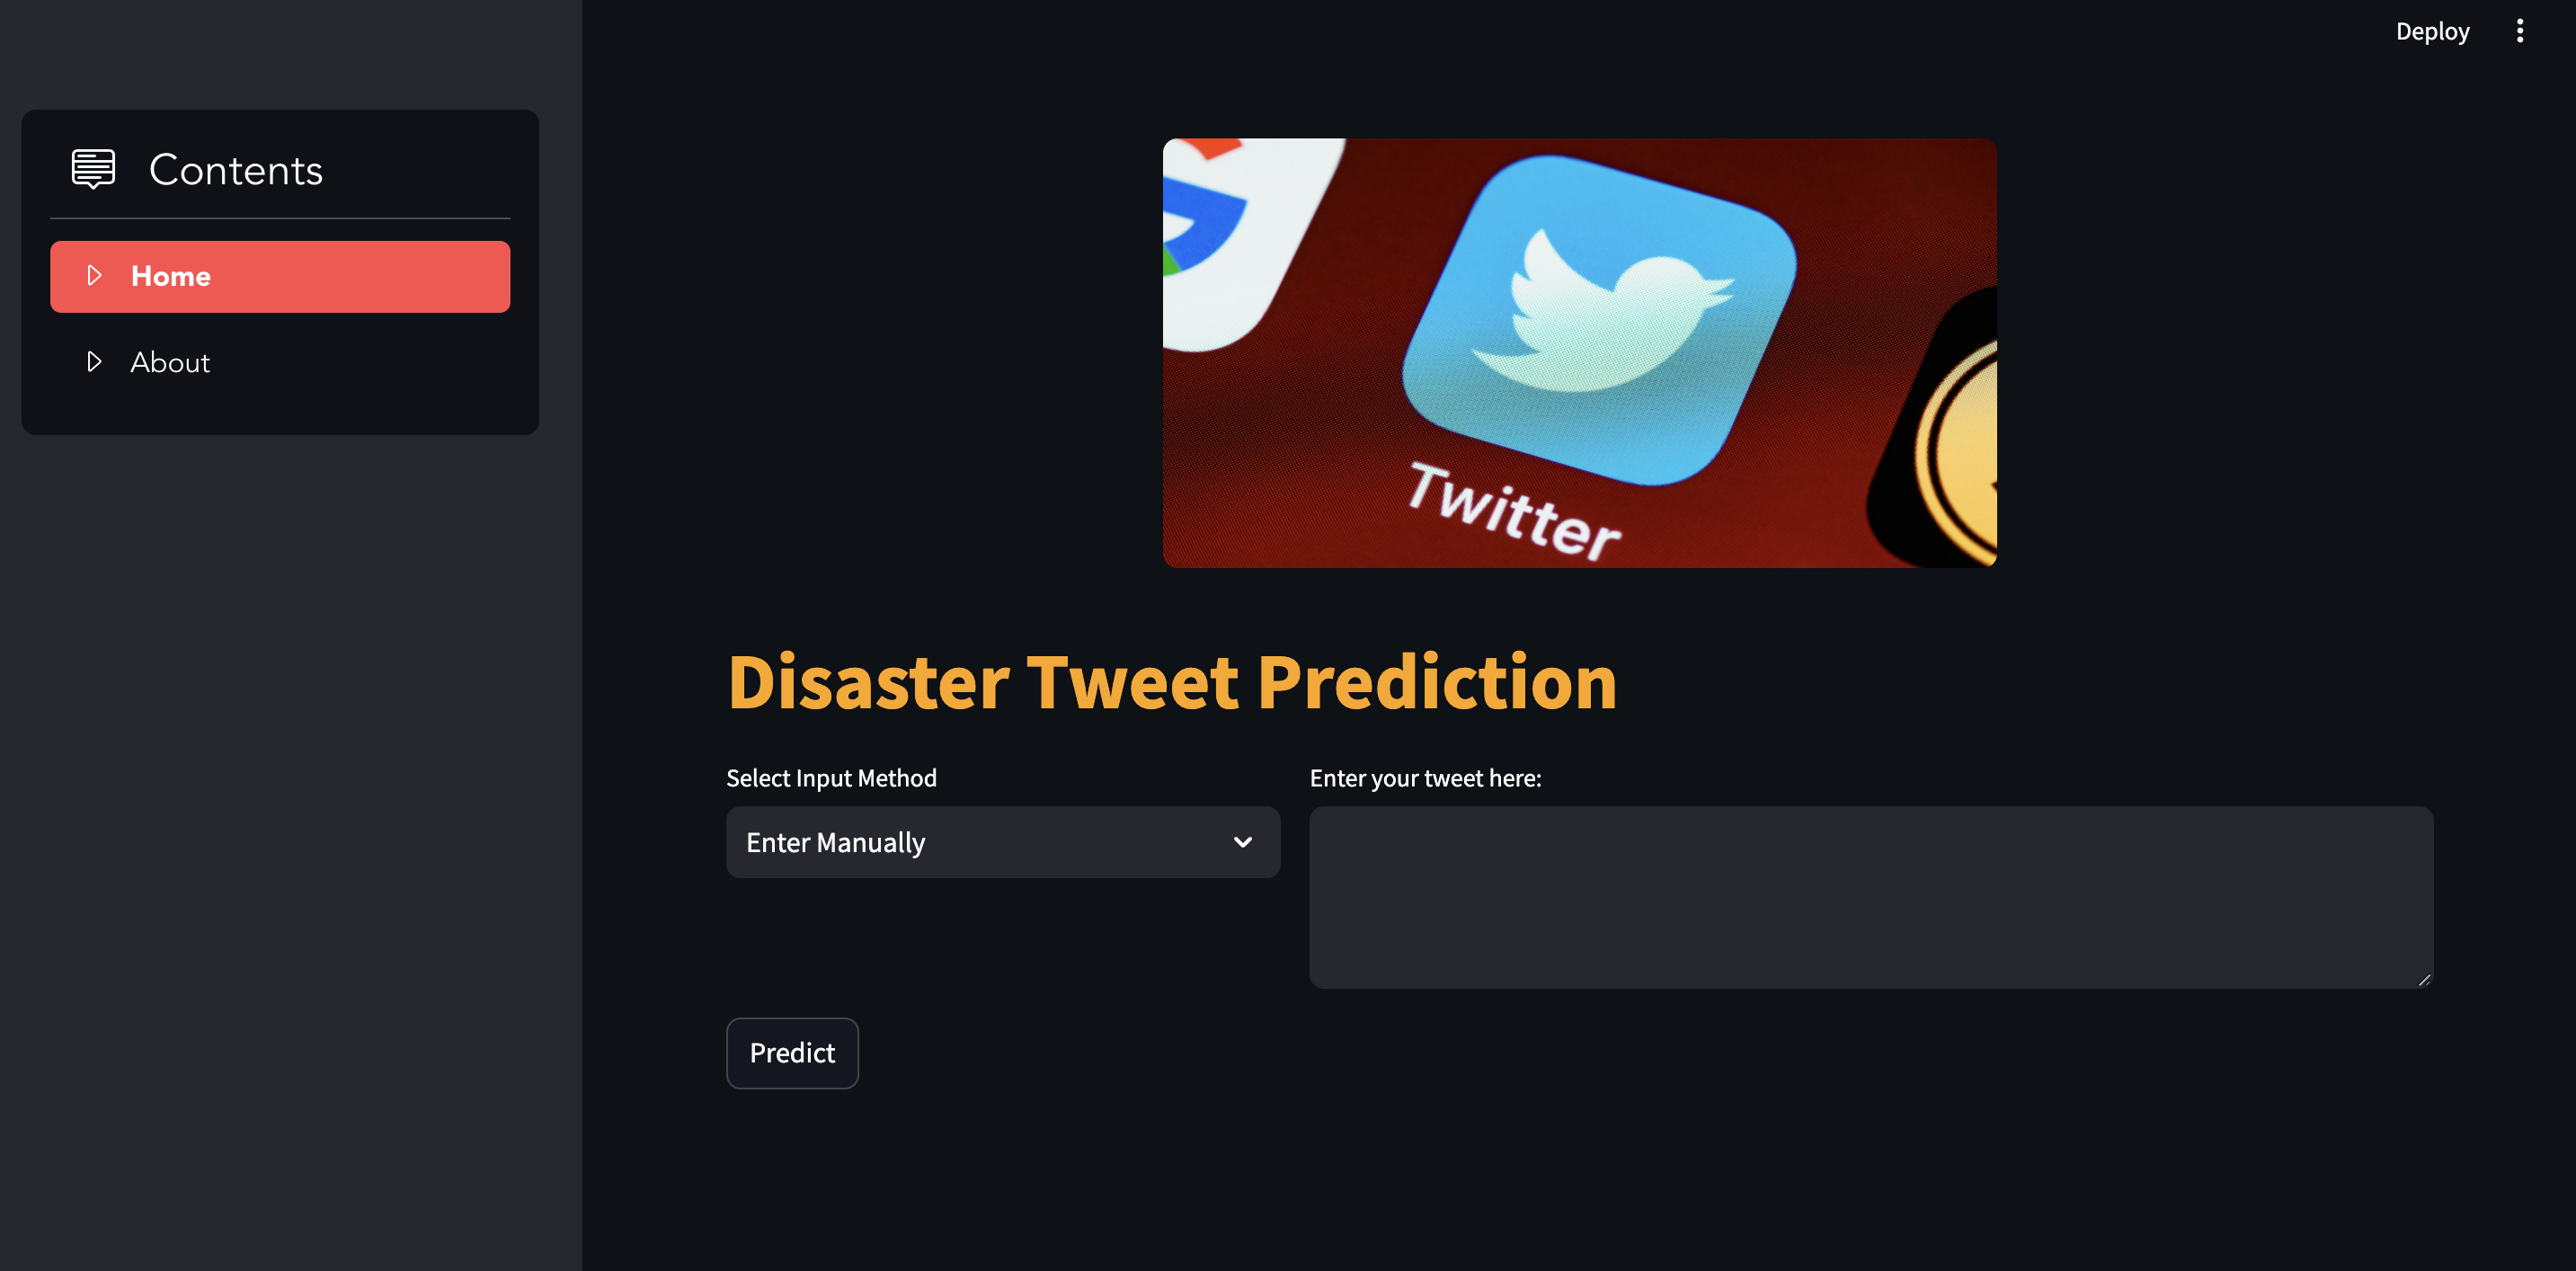 Deploy
Contents
Home
About
Twitter
Disaster Tweet Prediction
Select Input Method
Enter your tweet here:
Enter Manually
Predict